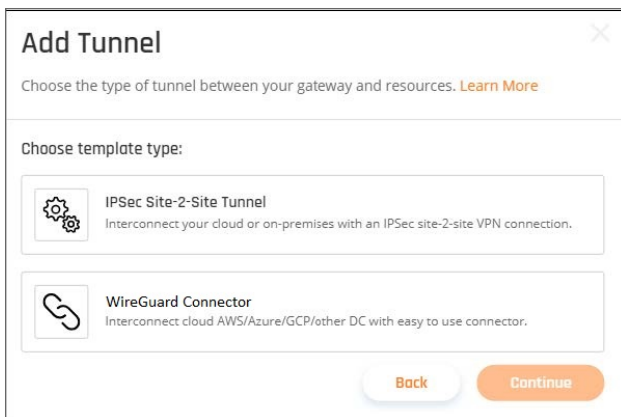 Add Tunnel
Choose the type of tunnel between your gateway and resources. Learn More
Choose template type:
IPSec Site-2-Site Tunnel
Interconnect your cloud or on-premises with an IPSec site-2-site VPN connection.
WireGuard Connector
Interconnect cloud AWS/Azure/GCP/other DC with easy to use connector.
Back Continue